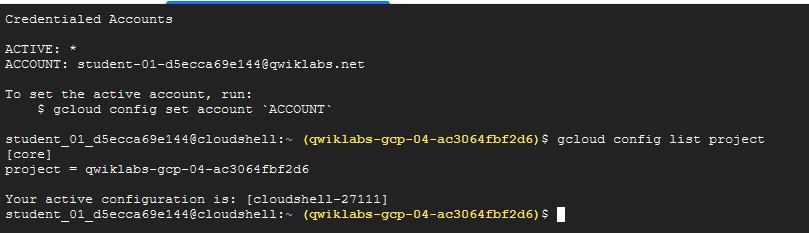 Credentialed Accounts
ACTIVE: *
ACCOUNT: student-01-d5ecca69e144@qwiklabs.net
To set the active account, run:
$ gcloud config set account `ACCOUNT`
student_01_d5ecca69e144@cloudshell:~ (qwiklabs-gcp-04-ac3064fbf2d6)$ gcloud config list project
[core]
project = qwiklabs-gcp-04-ac3064fbf2d6
Your active configuration is: [cloudshell-27111]
student_01_d5ecca69e144@cloudshell:~ (qwiklabs-gcp-04-ac3064fbf2d6)$